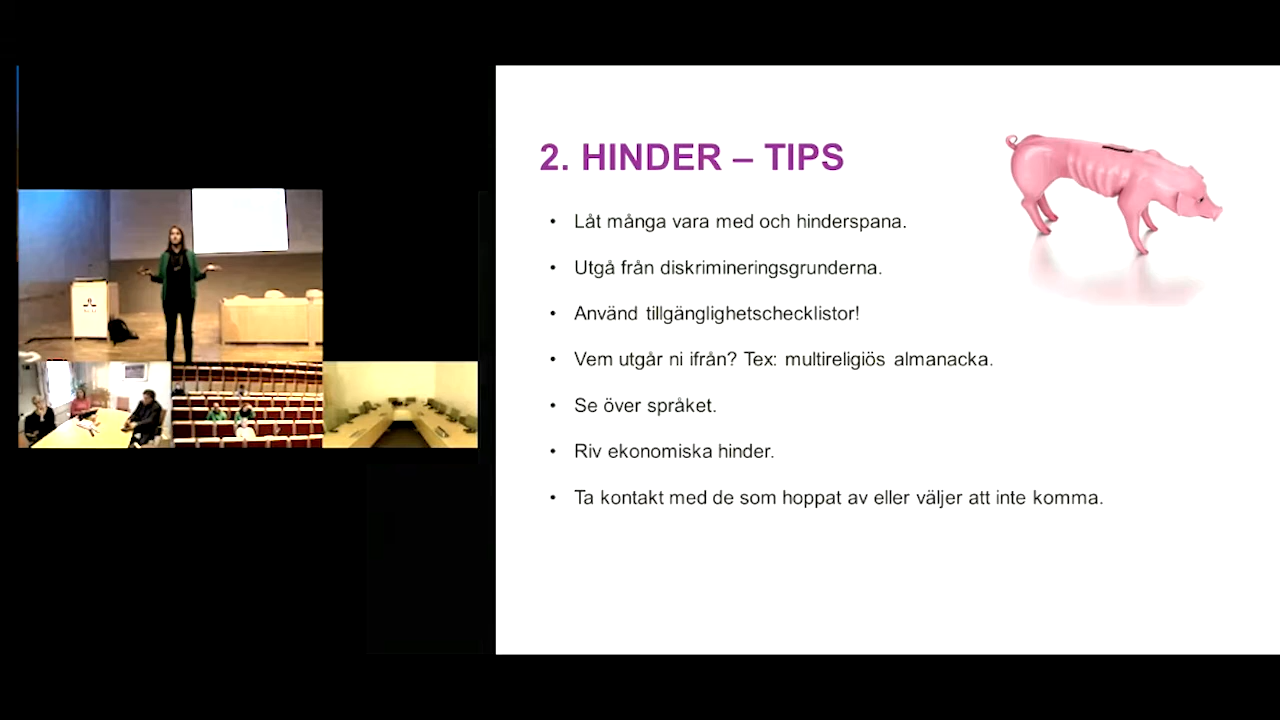 2. HINDER – TIPS
• Låt många vara med och hinderspana.
• Utgå från diskrimineringsgrunderna.
• Använd tillgänglighetschecklistor!
• Vem utgår ni ifrån? Tex: multireligiös almanacka.
• Se över språket.
• Riv ekonomiska hinder.
• Ta kontakt med de som hoppat av eller väljer att inte komma.